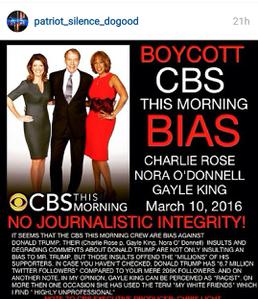 patriot_silence_dogood
21h
BOYCOTT
CBS
THIS MORNING
BIAS
CHARLIE ROSE
NORA O'DONNELL
GAYLE KING
March 10, 2016
CBS THIS MORNING
NO JOURNALISTIC INTEGRITY!
IT SEEMS THAT THE CBS THIS MORNING CREW ARE BIAS AGAINST
DONALD TRUMP. THEIR (Charlie Rose p, Gayle King, Nora O' Donnell) INSULTS AND
DEGRADING COMMENTS ABOUT DONALD TRUMP ARE NOT ONLY INSULTING AN
BIAS TO MR. TRUMP, BUT THOSE INSULTS OFFEND THE "MILLIONS" OF HIS
SUPPORTERS. IN CASE YOU HAVEN'T CHECKED, DONALD TRUMP HAS "6.7 MILLION
TWITTER FOLLOWERS" COMPARED TO YOUR MERE 206K FOLLOWERS. AND ON
ANOTHER NOTE, IN MY OPINION, GAYLE KING CAN BE PERCEIVED AS "RACIST". OF
MORE THEN ONE OCCASION SHE HAS USED THE TERM "MY WHITE FRIENDS" WHICH
I FIND " HIGHLY UNPROFESSIONAL".